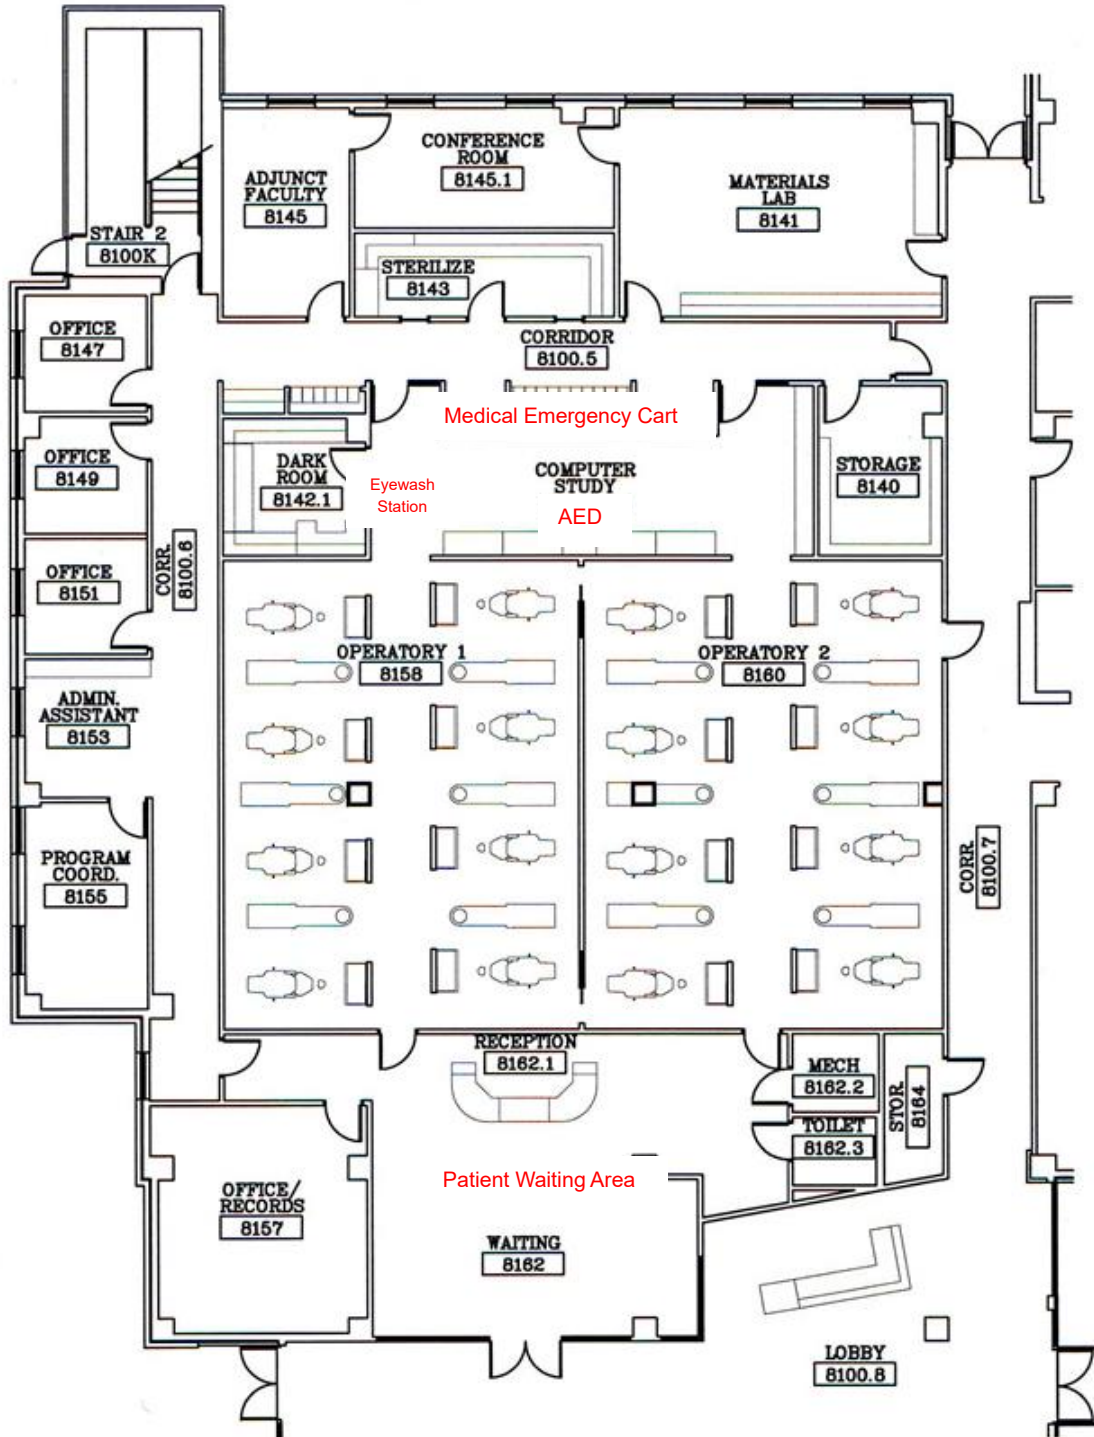 CONFERENCE
ROOM
8145.1
ADJUNCT
FACULTY
8145
MATERIALS
LAB
8141
STAIR 2
8100K
STERILIZE
8143
OFFICE
8147
CORRIDOR
8100.5
Medical Emergency Cart
OFFICE
8149
DARK
ROOM
8142.1
Eyewash
Station
COMPUTER
STUDY
AED
STORAGE
8140
CORR.
8100.6
OFFICE
8151
OPERATORY 1
8158
OPERATORY 2
8160
ADMIN.
ASSISTANT
8153
PROGRAM
COORD.
8155
CORR.
8100.7
RECEPTION
8162.1
MECH
8162.2
STOR.
8164
TOILET
8162.3
Patient Waiting Area
OFFICE/
RECORDS
8157
WAITING
8162
LOBBY
8100.8